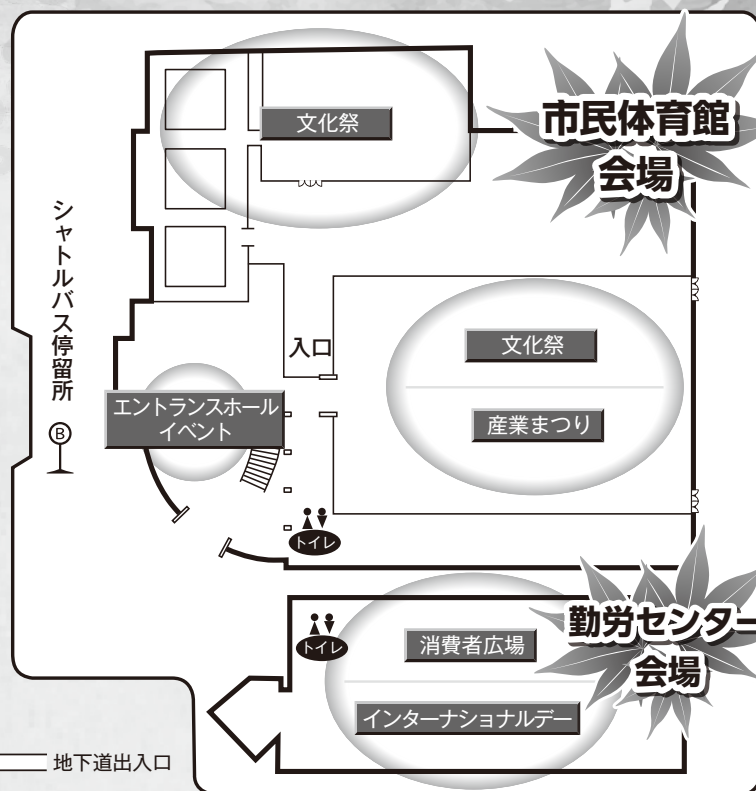 文化祭
市民体育館
会場
シャトルバス停留所
B
入口
文化祭
産業まつり
エントランスホール
イベント
トイレ
勤労センター
会場
トイレ
消費者広場
インターナショナルデー
地下道出入口